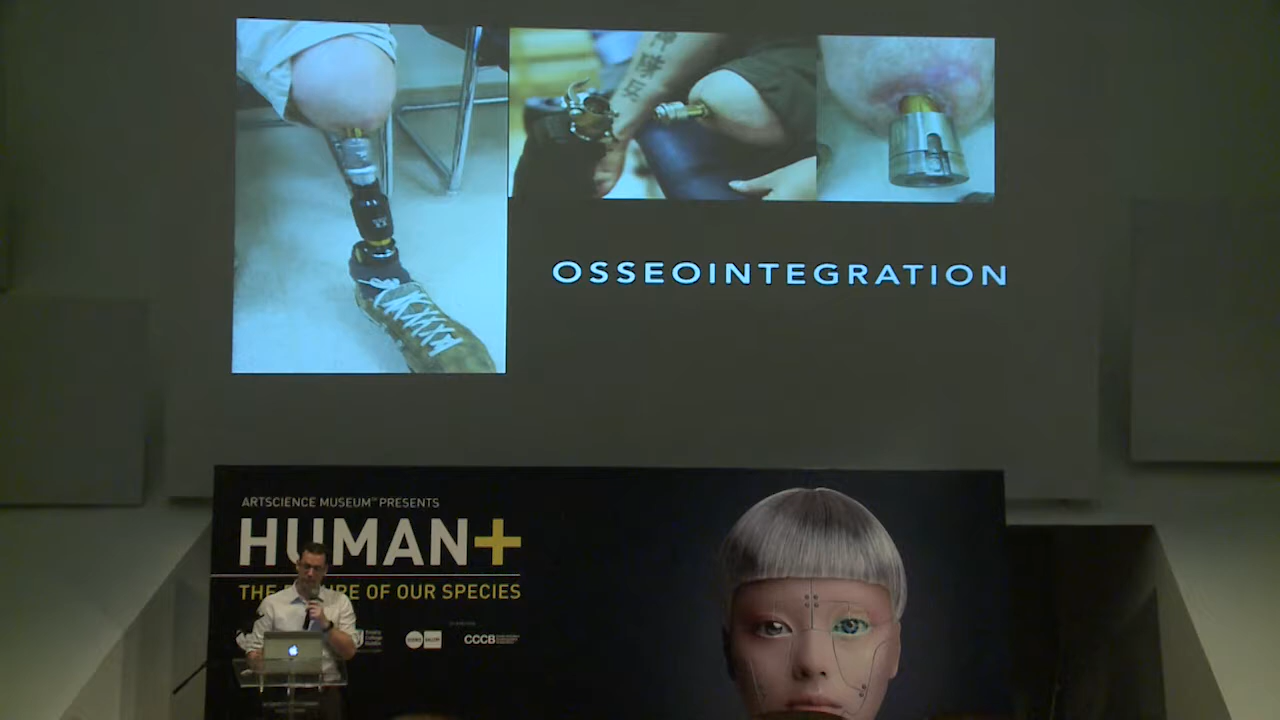 OSSEOINTEGRATION
ARTSCIENCE MUSEUM™ PRESENTS
HUMAN+
OF OUR SPECIES
CCCB